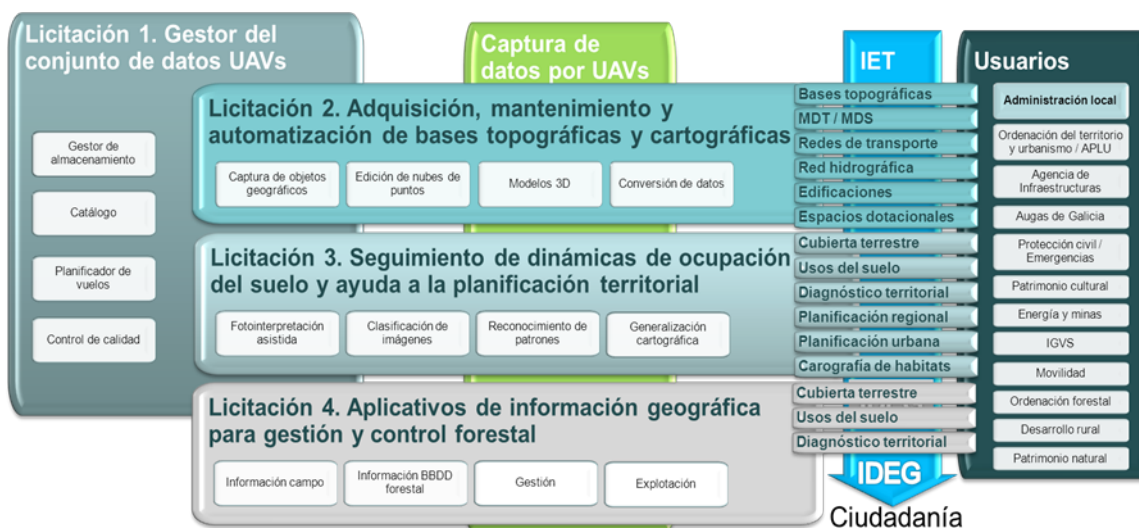 Licitación 1. Gestor del
conjunto de datos UAVs
Gestor de
almacenamiento
Catálogo
Planificador de
vuelos
Control de calidad
Captura de
datos por UAVs
Licitación 2. Adquisición, mantenimiento y
automatización de bases topográficas y cartográficas
Captura de objetos
geográficos
Edición de nubes de
puntos
Modelos 3D
Conversión de datos
Licitación 3. Seguimiento de dinámicas de ocupación
del suelo y ayuda a la planificación territorial
Fotointerpretación
asistida
Clasificación de
imágenes
Reconocimiento de
patrones
Generalización
cartográfica
Licitación 4. Aplicativos de información geográfica
para gestión y control forestal
Información campo
Información BBDD
forestal
Gestión
Explotación
IET
Bases topográficas
MDT / MDS
Redes de transporte
Red hidrográfica
Edificaciones
Espacios dotacionales
Cubierta terrestre
Usos del suelo
Diagnóstico territorial
Planificación regional
Planificación urbana
Carografía de habitats
Cubierta terrestre
Usos del suelo
Diagnóstico territorial
IDEG
Ciudadanía
Usuarios
Administración local
Ordenación del territorio
y urbanismo / APLU
Agencia de
Infraestructuras
Augas de Galicia
Protección civil /
Emergencias
Patrimonio cultural
Energía y minas
IGVS
Movilidad
Ordenación forestal
Desarrollo rural
Patrimonio natural